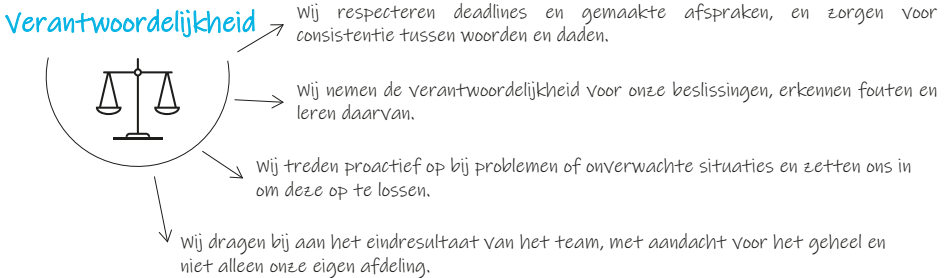 Verantwoordelijkheid
Wij respecteren deadlines en gemaakte afspraken, en zorgen voor
consistentie tussen woorden en daden.
Wij nemen de verantwoordelijkheid voor onze beslissingen, erkennen fouten en
leren daarvan.
Wij treden proactief op bij problemen of onverwachte situaties en zetten ons in
om deze op te lossen.
Wij dragen bij aan het eindresultaat van het team, met aandacht voor het geheel en
niet alleen onze eigen afdeling.